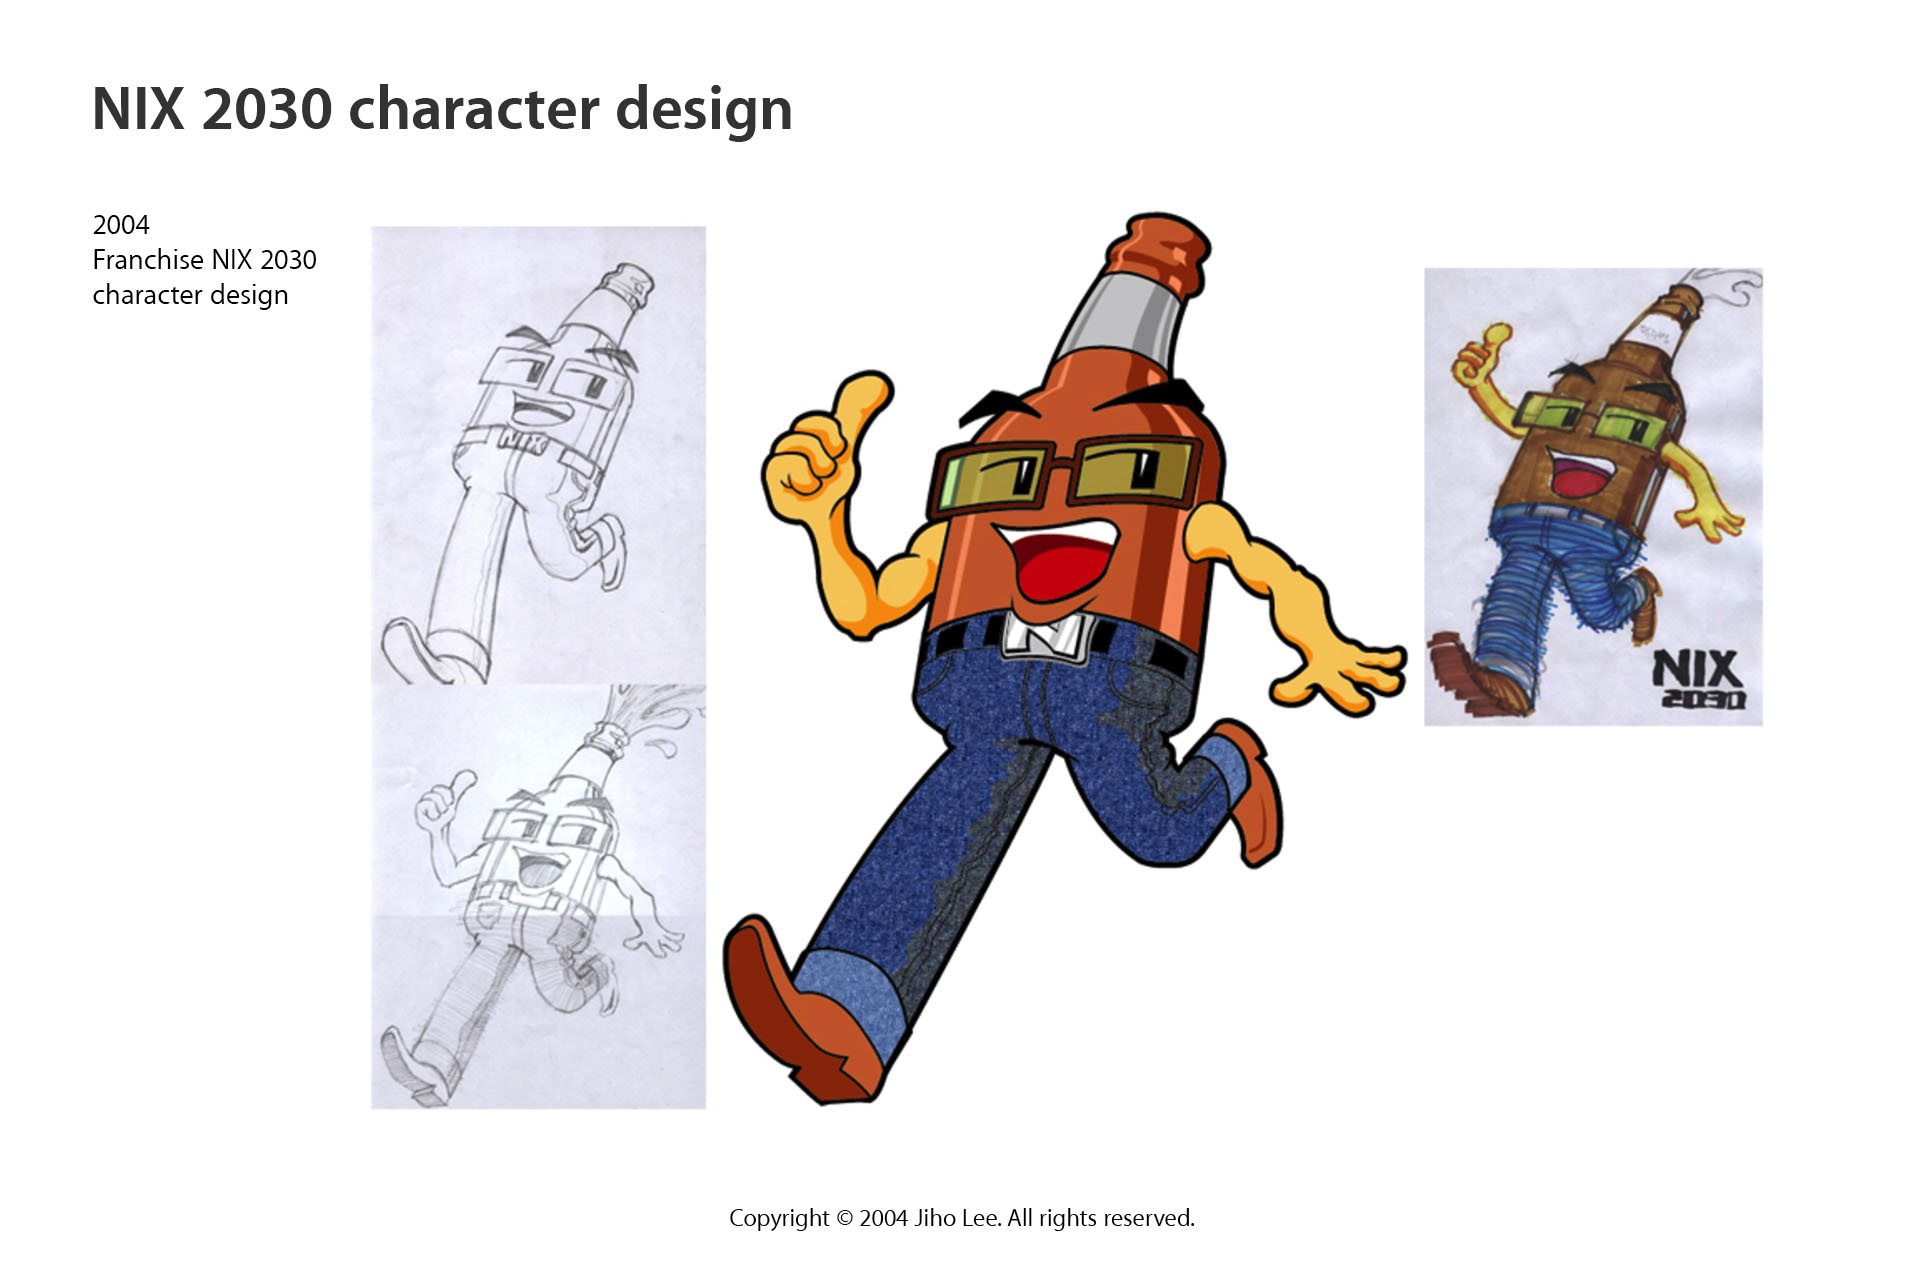 NIX 2030 character design
2004
Franchise NIX 2030
character design
NIX
N
NIX
2030
Copyright © 2004 Jiho Lee. All rights reserved.